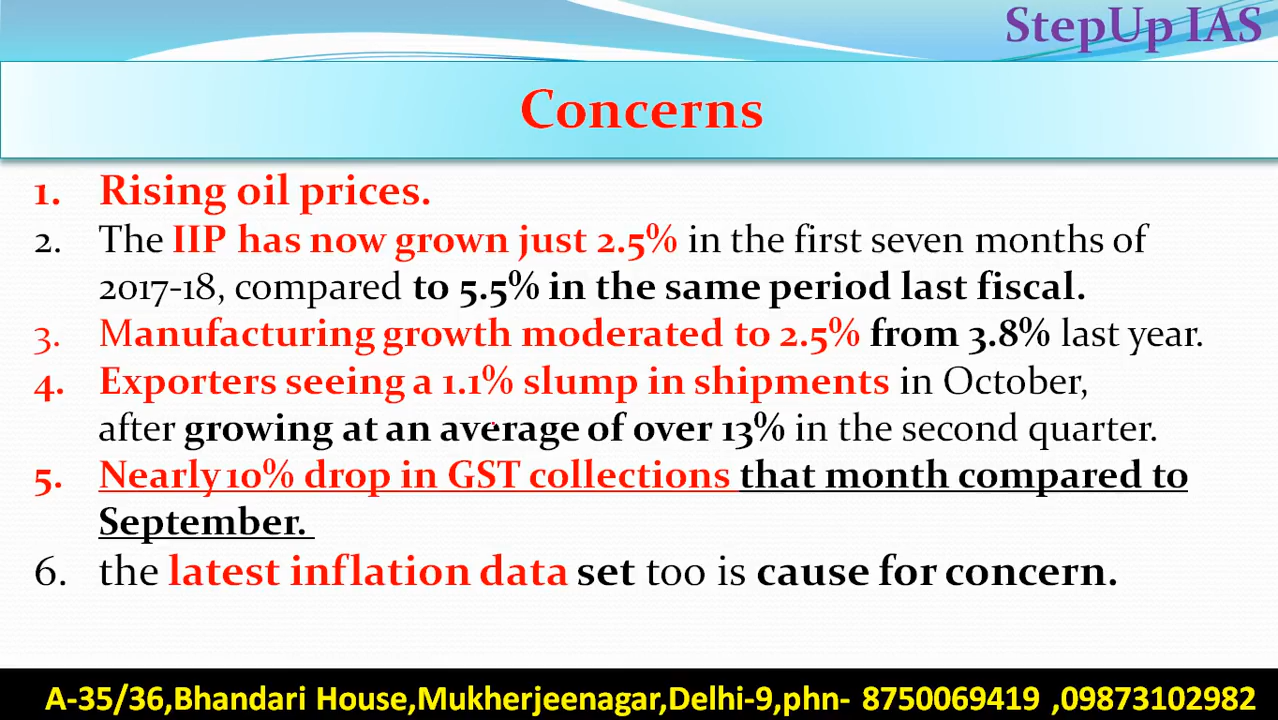 StepUp IAS
Concerns
1. Rising oil prices.
2. The IIP has now grown just 2.5% in the first seven months of
2017-18, compared to 5.5% in the same period last fiscal.
3. Manufacturing growth moderated to 2.5% from 3.8% last year.
4. Exporters seeing a 1.1% slump in shipments in October,
after growing at an average of over 13% in the second quarter.
5. Nearly 10% drop in GST collections that month compared to
September.
6. the latest inflation data set too is cause for concern.
A-35/36,Bhandari House,Mukherjeenagar,Delhi-9,phn- 8750069419 ,09873102982